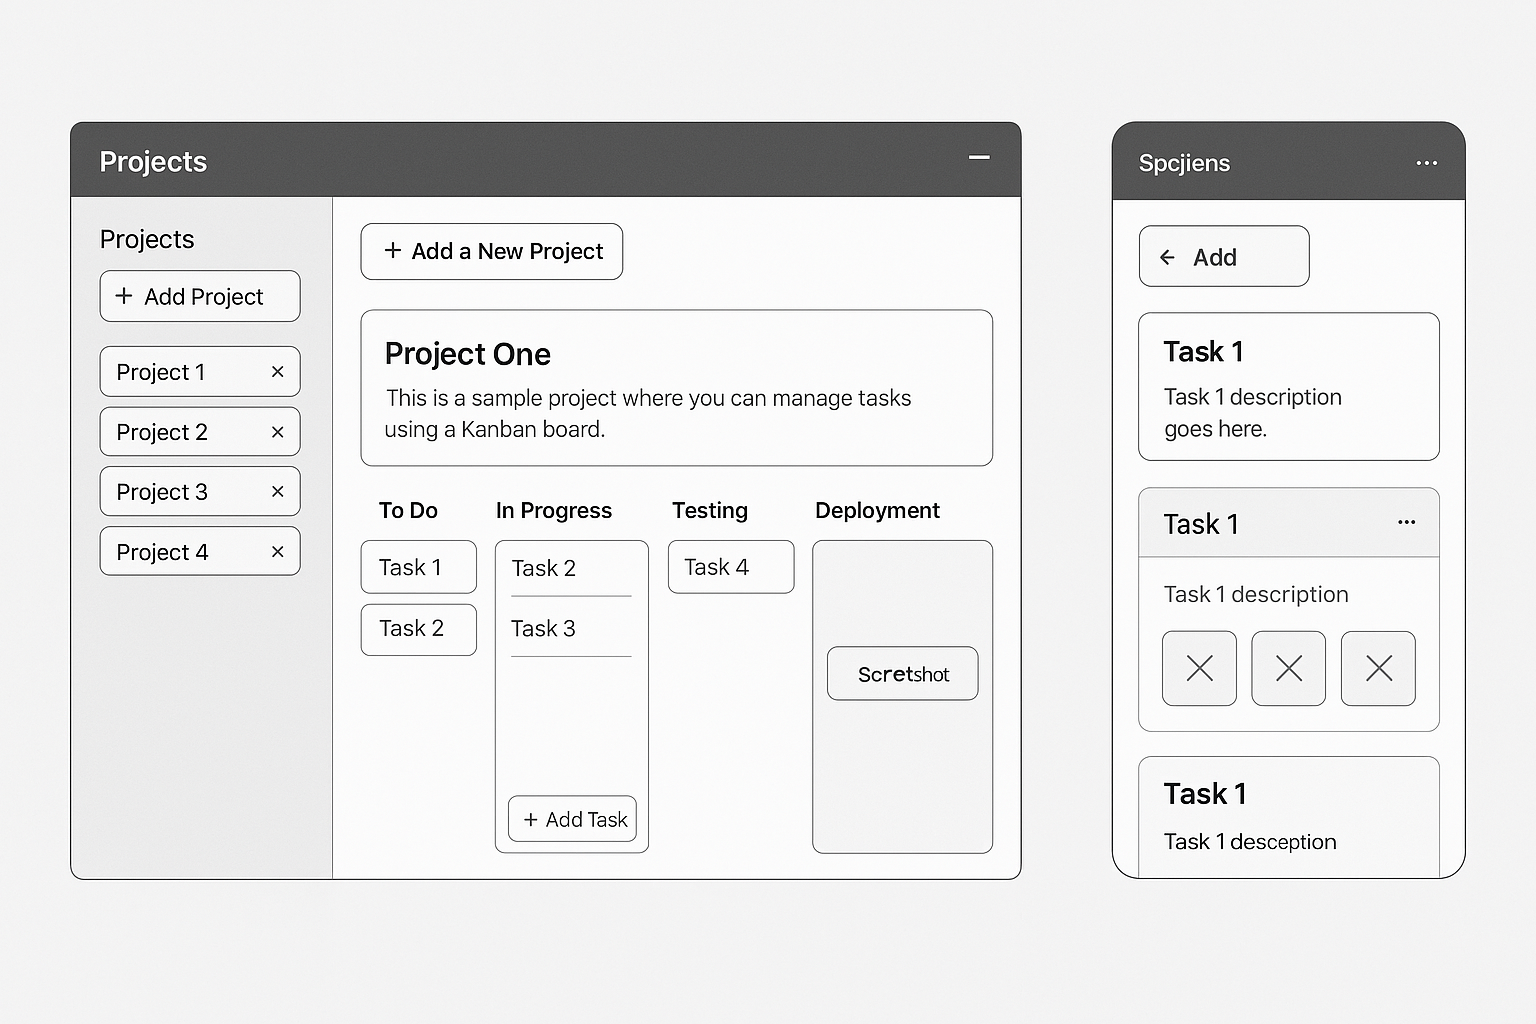 Projects
Projects
+ Add Project
Project 1 ×
Project 2 ×
Project 3 ×
Project 4 ×
+ Add a New Project
Project One
This is a sample project where you can manage tasks
using a Kanban board.
To Do
Task 1
Task 2
In Progress
Task 2
Task 3
+ Add Task
Testing
Task 4
Deployment
Scretshot
Spcjiens ...
← Add
Task 1
Task 1 description
goes here.
Task 1 ...
Task 1 description
Task 1
Task 1 desception